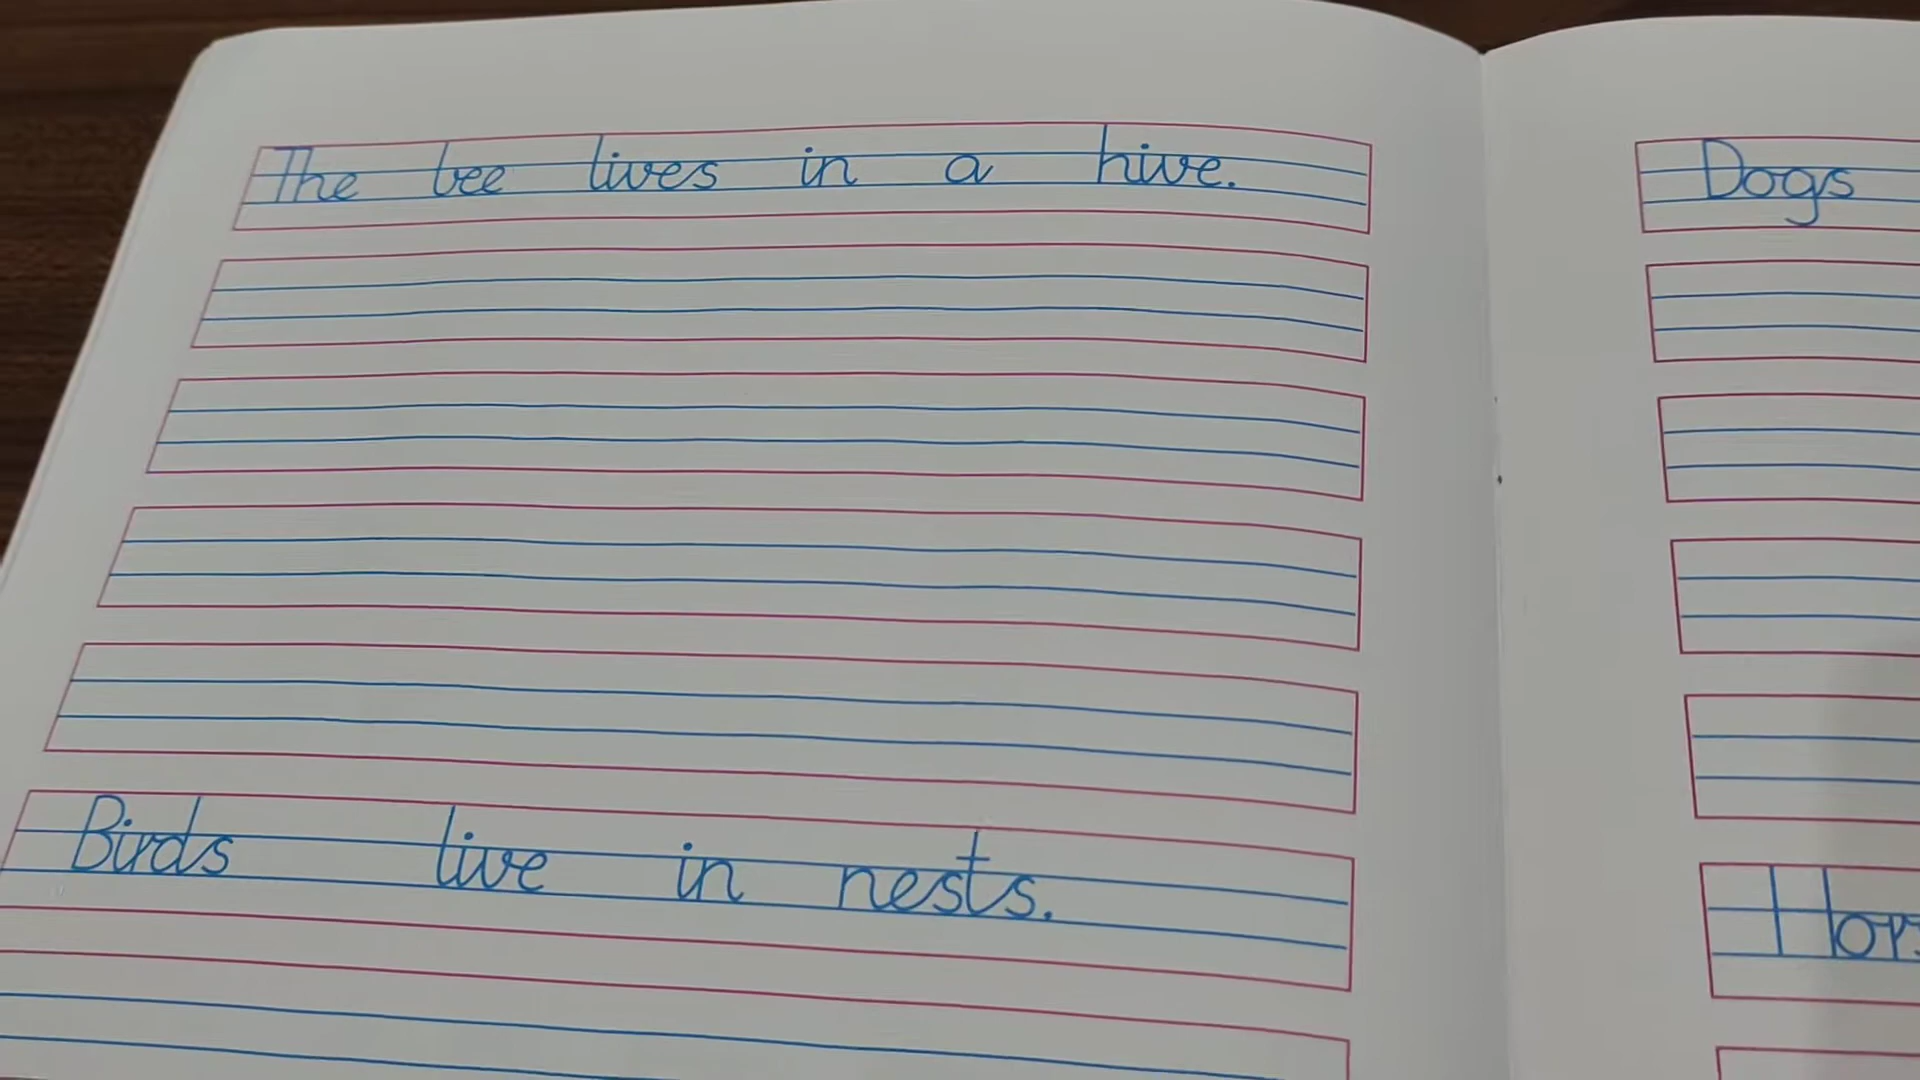 The bee lives in a hive.
Birds live in nests.
Dogs